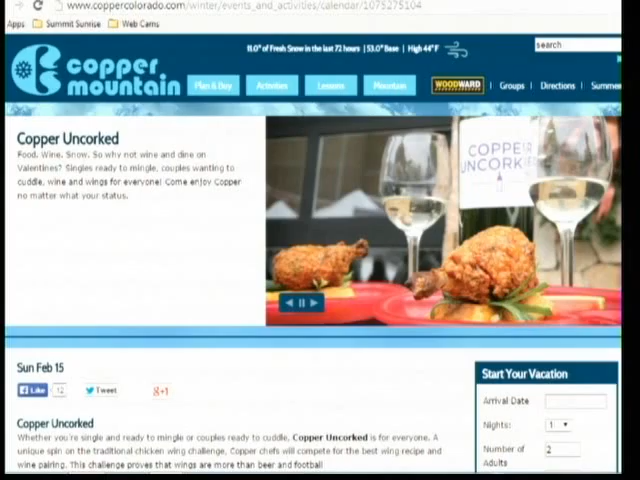 www.coppercolorado.com/winter/events_and_activities/calendar/1075275104
Apps Summit Sunrise Web Cams
11.0" of Fresh Snow in the last 72 hours | 53.0" Base | High 44° F
search
copper mountain
Plan & Buy Activities Lessons Mountain WOODWARD | Groups | Directions | Summer
Copper Uncorked
Food. Wine. Snow. So why not wine and dine on
Valentines? Singles ready to mingle, couples wanting to
cuddle, wine and wings for everyone! Come enjoy Copper
no matter what your status.
COPPER
UNCORKED
Sun Feb 15
Like 12 Tweet g+1
Copper Uncorked
Whether you're single and ready to mingle or couples ready to cuddle, Copper Uncorked is for everyone. A
unique spin on the traditional chicken wing challenge, Copper chefs will compete for the best wing recipe and
wine pairing. This challenge proves that wings are more than beer and football
Start Your Vacation
Arrival Date
Nights: 1
Number of 2
Adults